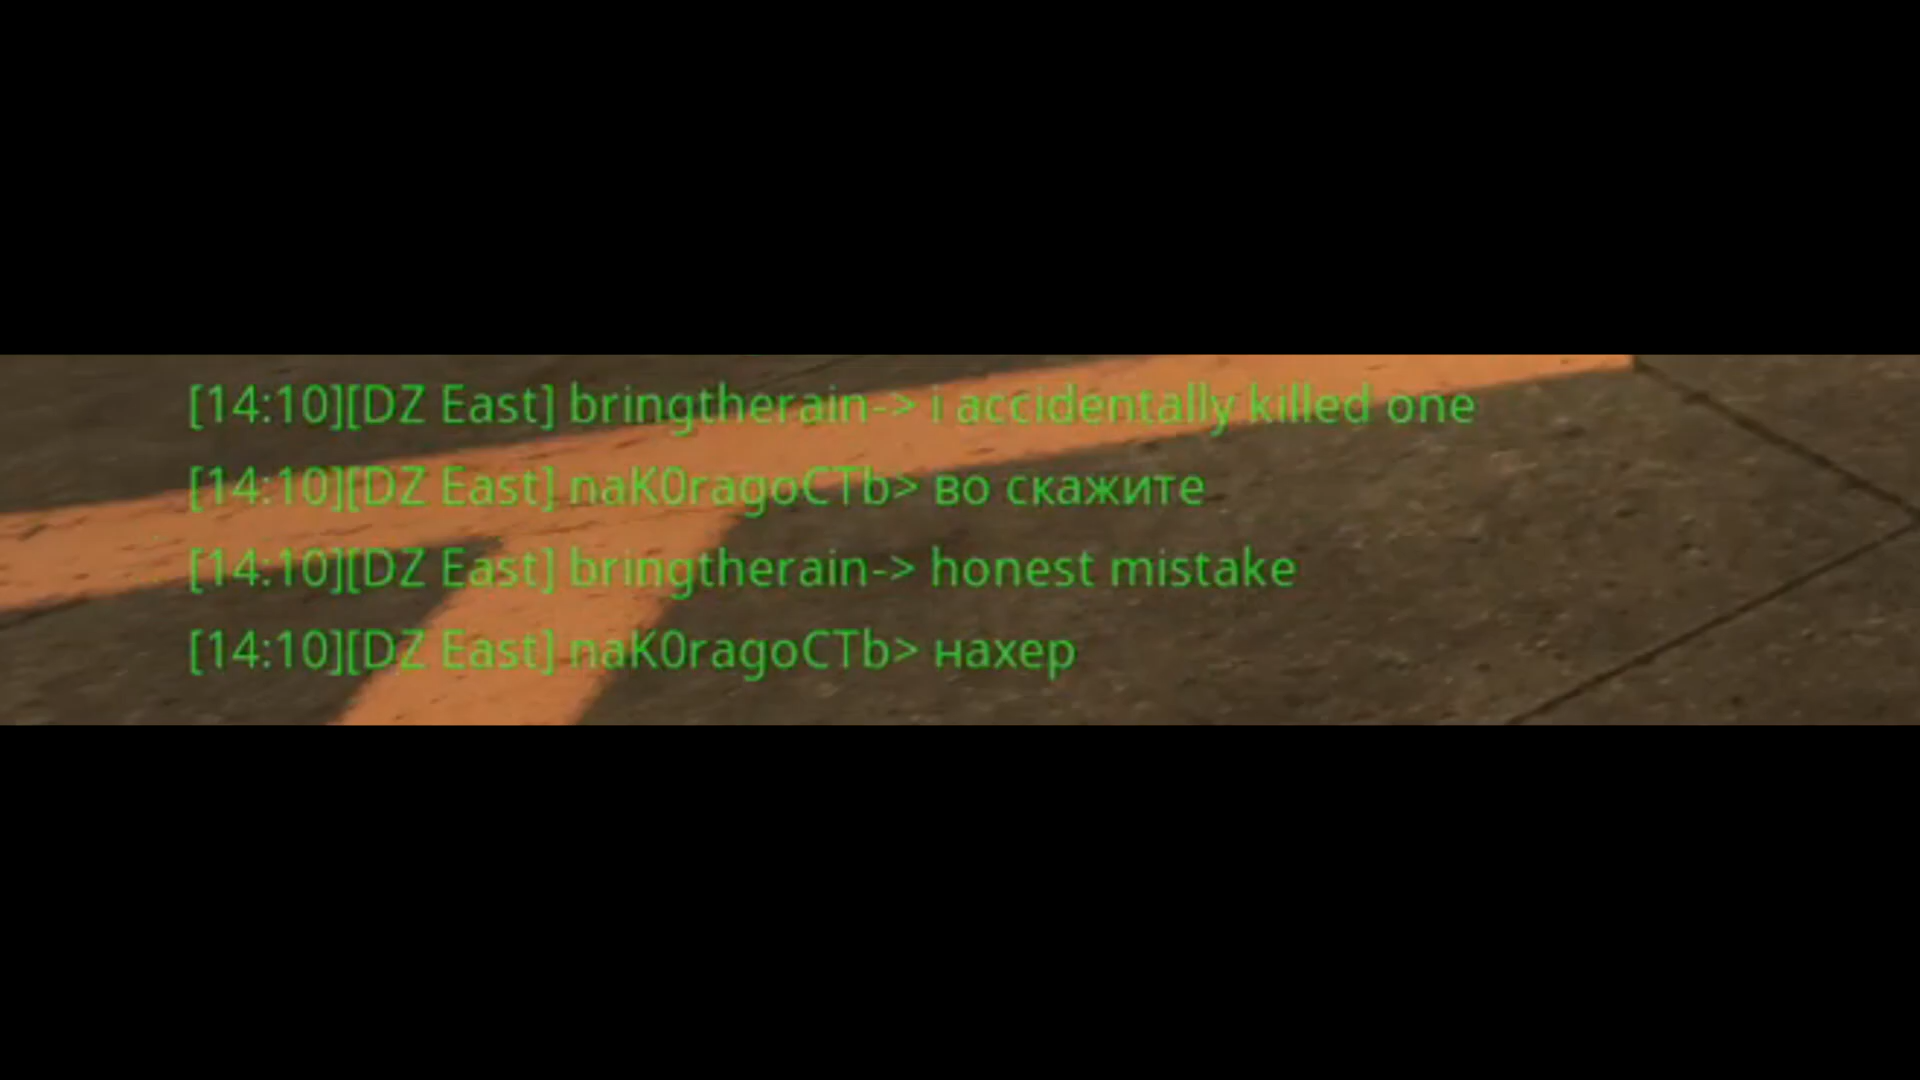 [14:10][DZ East] bringtherain-> i accidentally killed one
[14:10][DZ East] naK0ragoCTb> во скажите
[14:10][DZ East] bringtherain-> honest mistake
[14:10][DZ East] naK0ragoCTb> нахер